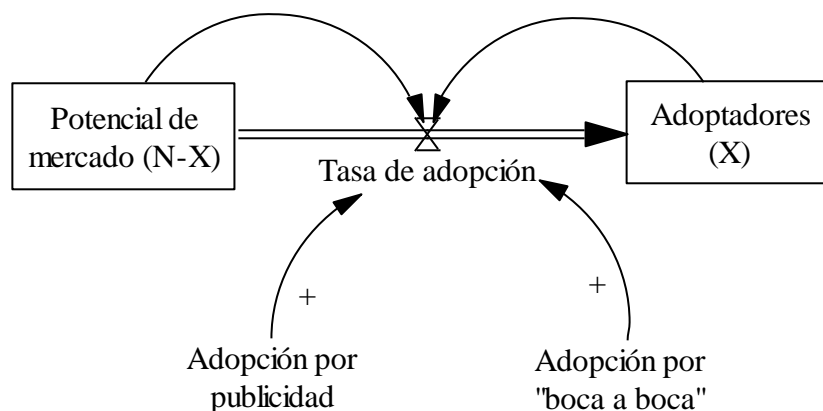 Potencial de
mercado (N-X)
Adoptadores
(X)
Tasa de adopción
+
+
Adopción por
publicidad
Adopción por
"boca a boca"